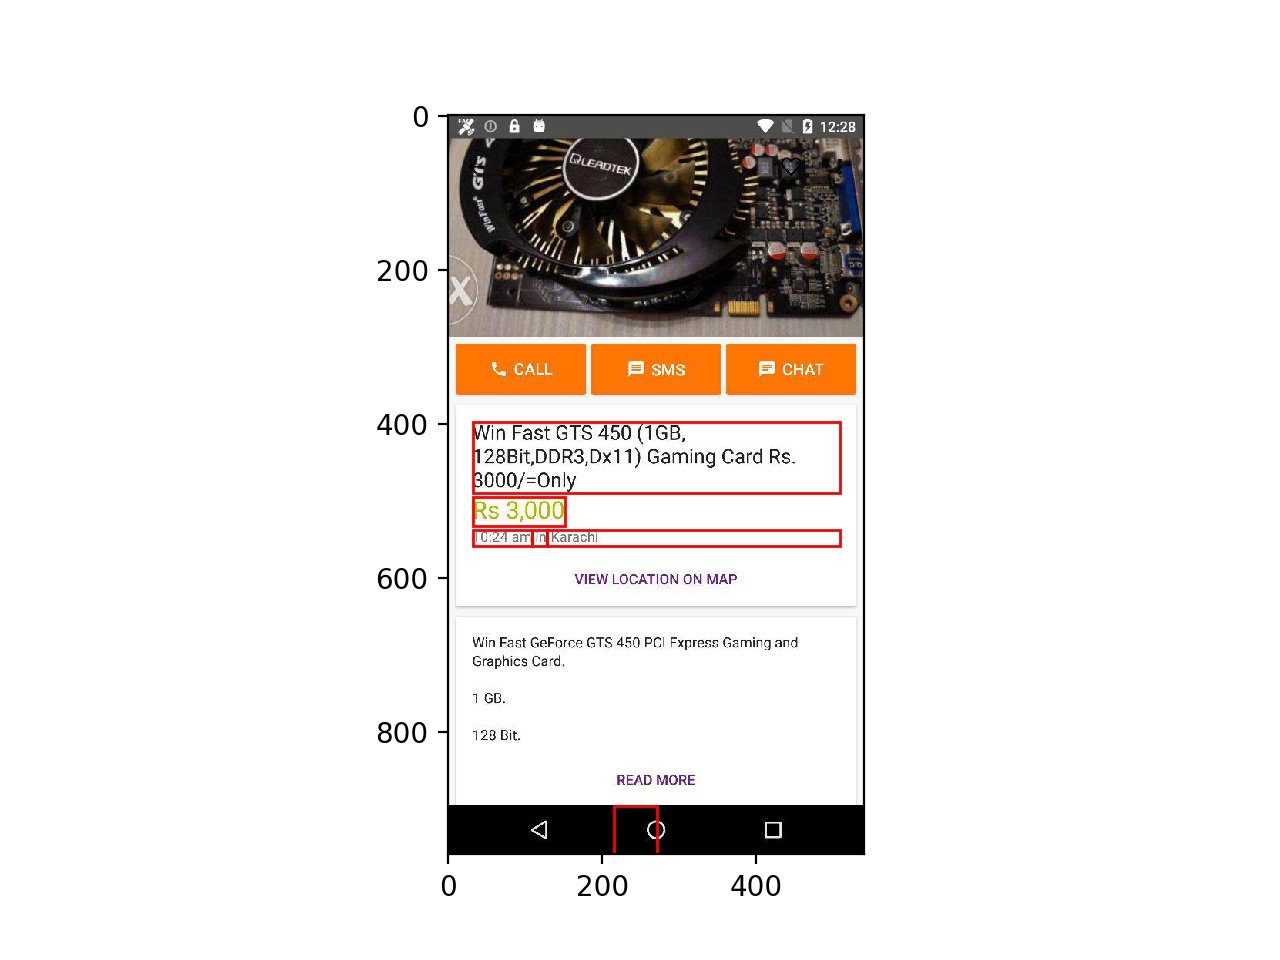 0
12:28
GTS
LEADTEK
WinFast
X
200
CALL
SMS
CHAT
400
Win Fast GTS 450 (1GB,
128Bit,DDR3,Dx11) Gaming Card Rs.
3000/=Only
Rs 3,000
10:24 am in Karachi
600
VIEW LOCATION ON MAP
Win Fast GeForce GTS 450 PCI Express Gaming and
Graphics Card.
1 GB.
128 Bit.
800
READ MORE
0 200 400